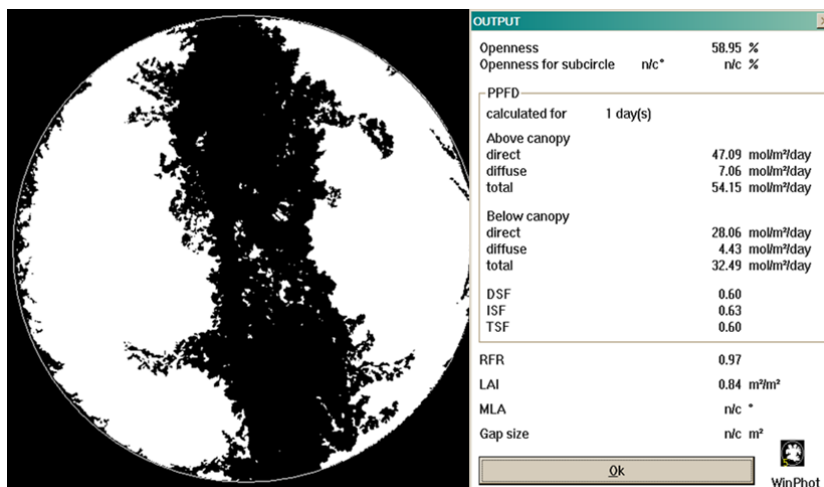 OUTPUT
Openness 58.95 %
Openness for subcircle n/c° n/c %
PPFD
calculated for 1 day(s)
Above canopy
direct 47.09 mol/m²/day
diffuse 7.06 mol/m²/day
total 54.15 mol/m²/day
Below canopy
direct 28.06 mol/m²/day
diffuse 4.43 mol/m²/day
total 32.49 mol/m²/day
DSF 0.60
ISF 0.63
TSF 0.60
RFR 0.97
LAI 0.84 m²/m²
MLA n/c °
Gap size n/c m²
Ok
WinPhot